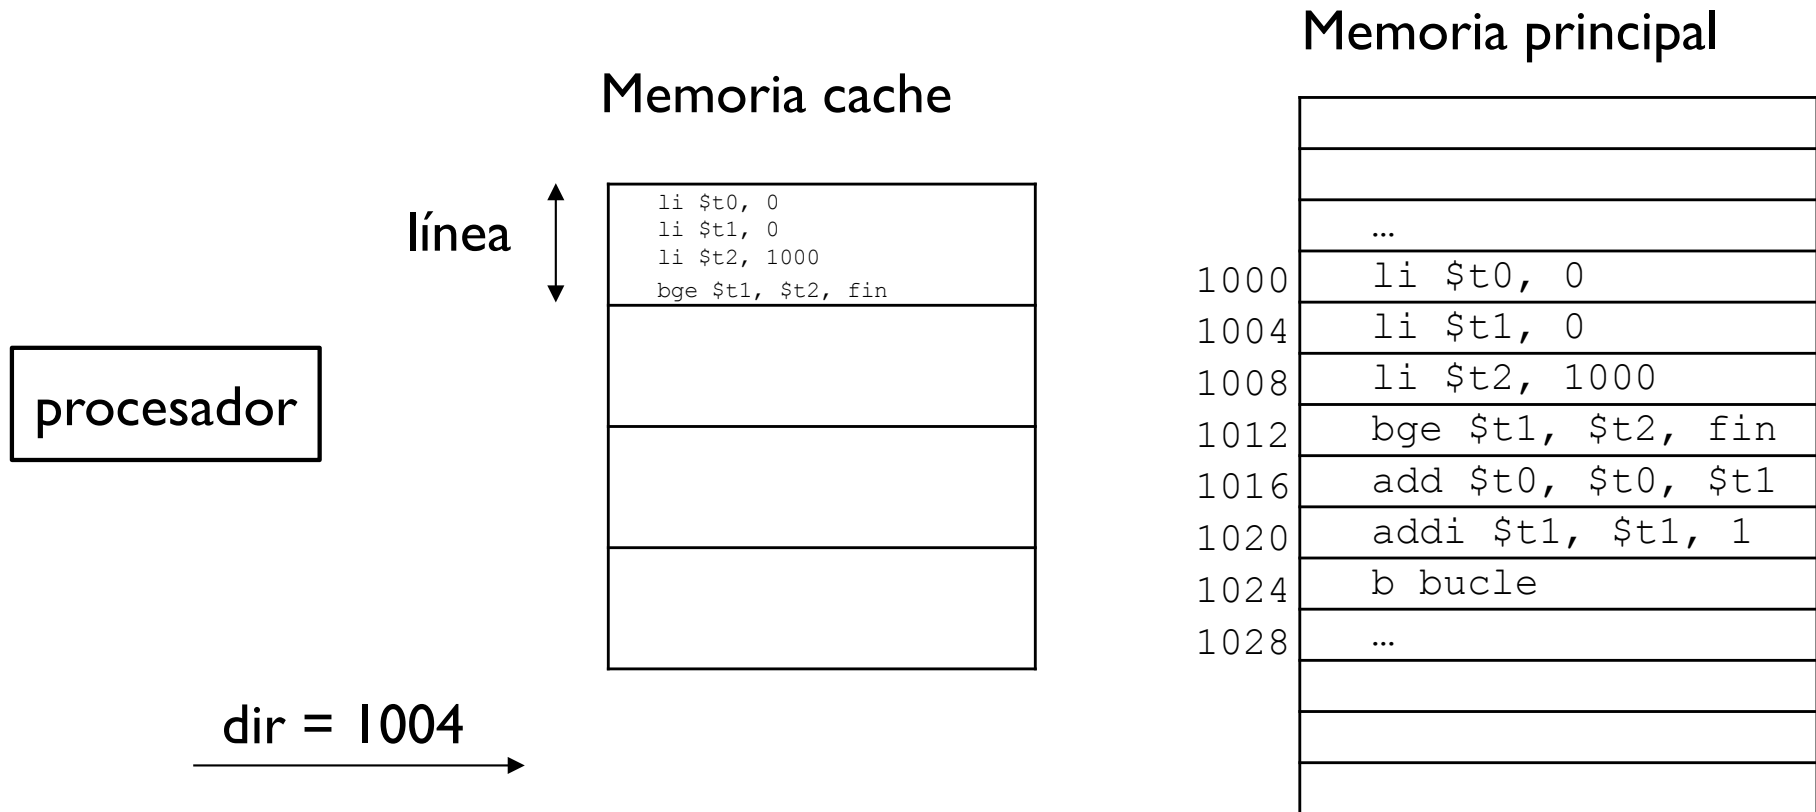 Memoria principal
Memoria cache
línea
li $t0, 0
li $t1, 0
li $t2, 1000
bge $t1, $t2, fin
procesador
dir = 1004
…
1000 li $t0, 0
1004 li $t1, 0
1008 li $t2, 1000
1012 bge $t1, $t2, fin
1016 add $t0, $t0, $t1
1020 addi $t1, $t1, 1
1024 b bucle
1028 …